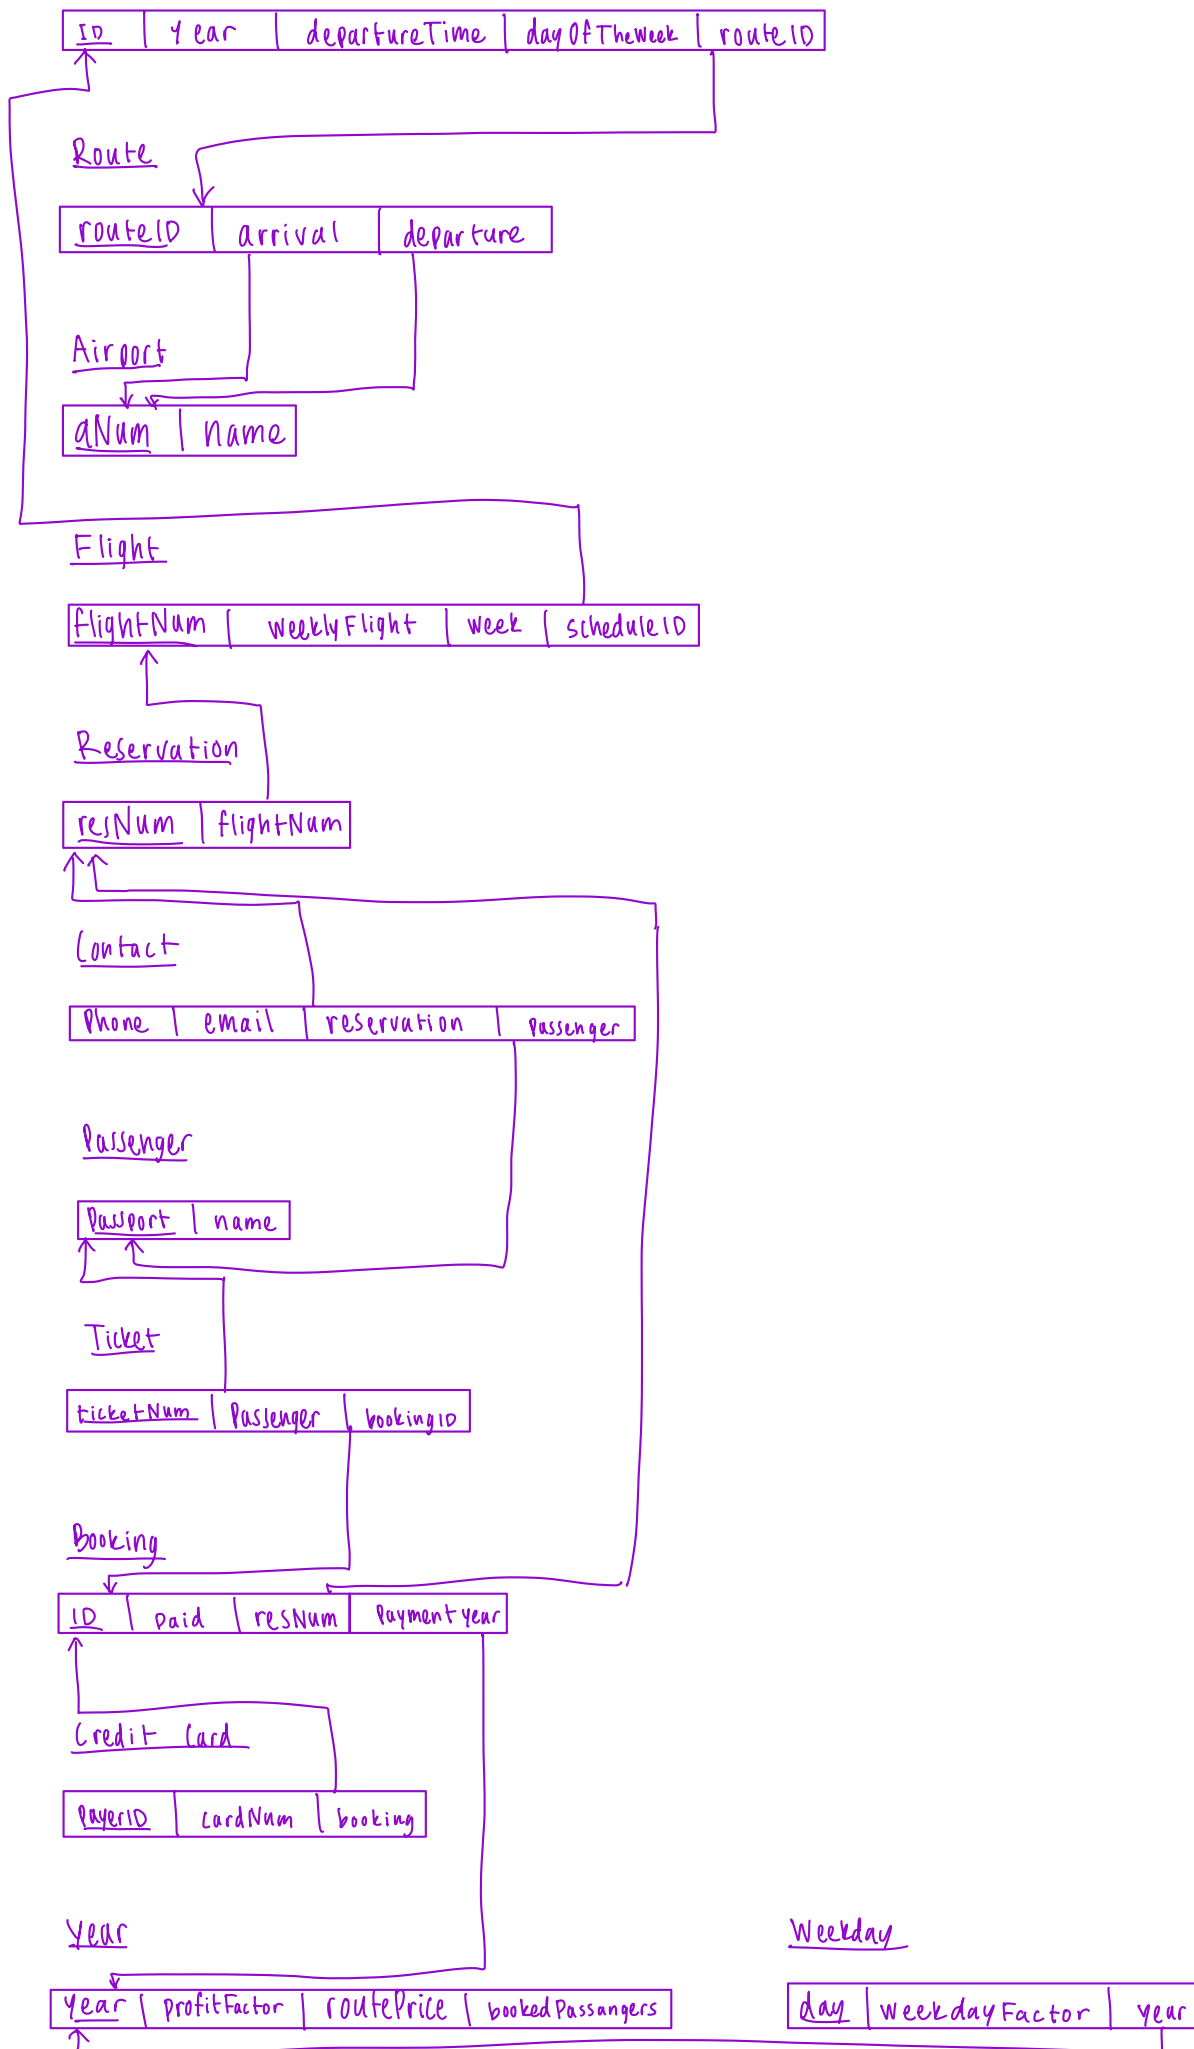 ID year departureTime dayOfTheWeek routeID
Route
routeID arrival departure
Airport
aNum name
Flight
flightNum weeklyFlight week scheduleID
Reservation
resNum flightNum
Contact
Phone email reservation passenger
Passenger
Passport name
Ticket
ticketNum Passenger bookingID
Booking
ID paid resNum Paymentyear
Credit Card
PayerID cardNum booking
Year Weekday
year profitFactor routePrice bookedPassangers day weekdayFactor year